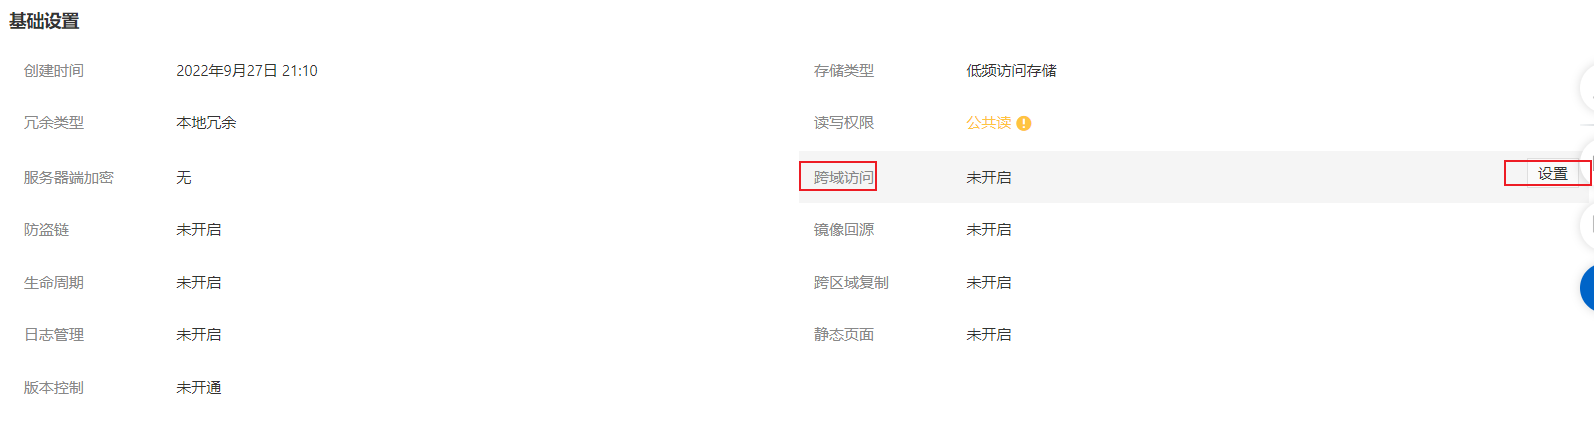 基础设置
创建时间 2022年9月27日 21:10 存储类型 低频访问存储
冗余类型 本地冗余 读写权限 公共读
服务器端加密 无 跨域访问 未开启 设置
防盗链 未开启 镜像回源 未开启
生命周期 未开启 跨区域复制 未开启
日志管理 未开启 静态页面 未开启
版本控制 未开通